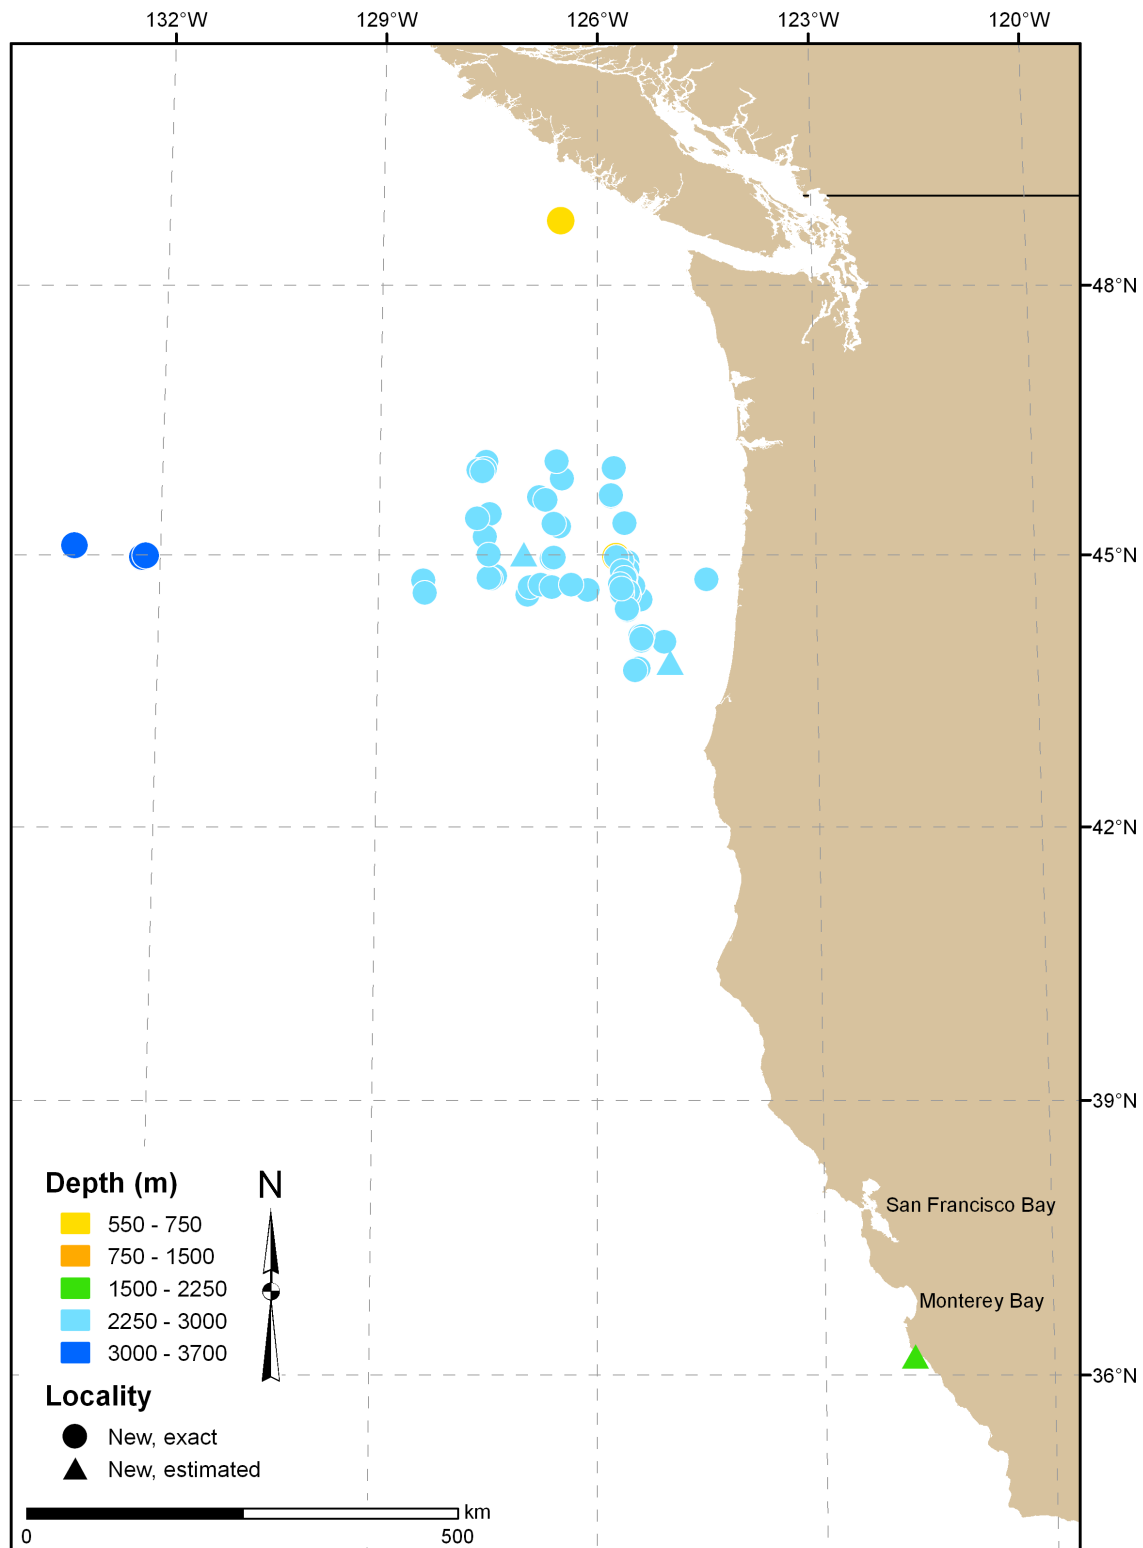 132°W 129°W 126°W 123°W 120°W
48°N
45°N
42°N
39°N
San Francisco Bay
Monterey Bay
36°N
Depth (m)
N
550 - 750
750 - 1500
1500 - 2250
2250 - 3000
3000 - 3700
Locality
New, exact
New, estimated
km
0 500